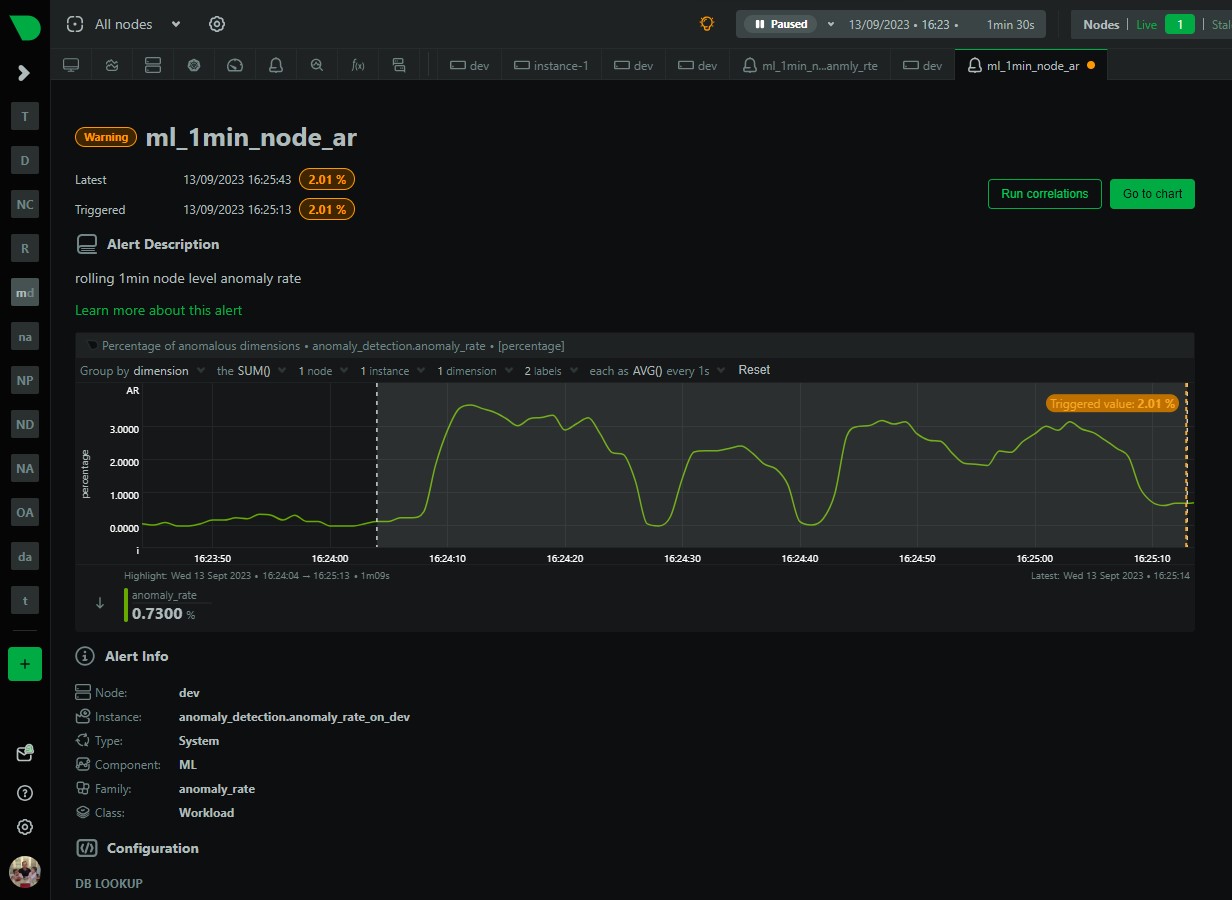 All nodes
Paused 13/09/2023 • 16:23 • 1min 30s
Nodes Live 1 Stal
dev instance-1 dev dev ml_1min_n...anmly_rte dev ml_1min_node_ar
T
D
NC
R
md
na
NP
ND
NA
OA
da
t
+
Warning ml_1min_node_ar
Latest 13/09/2023 16:25:43 2.01 %
Triggered 13/09/2023 16:25:13 2.01 %
Run correlations Go to chart
Alert Description
rolling 1min node level anomaly rate
Learn more about this alert
Percentage of anomalous dimensions • anomaly_detection.anomaly_rate • [percentage]
Group by dimension the SUM() 1 node 1 instance 1 dimension 2 labels each as AVG() every 1s Reset
AR
Triggered value: 2.01 %
3.0000
2.0000
1.0000
0.0000
percentage
i
16:23:50 16:24:00 16:24:10 16:24:20 16:24:30 16:24:40 16:24:50 16:25:00 16:25:10
Highlight: Wed 13 Sept 2023 • 16:24:04 → 16:25:13 • 1m09s Latest: Wed 13 Sept 2023 • 16:25:14
anomaly_rate
0.7300 %
Alert Info
Node: dev
Instance: anomaly_detection.anomaly_rate_on_dev
Type: System
Component: ML
Family: anomaly_rate
Class: Workload
Configuration
DB LOOKUP